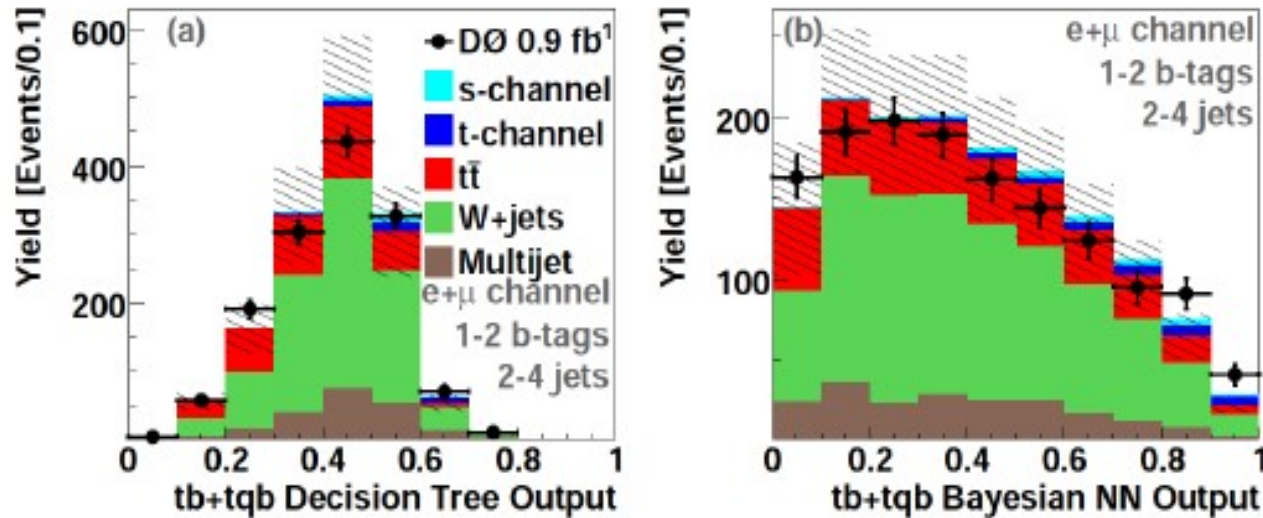 Yield [Events/0.1]
600
400
200
(a)
DØ 0.9 fb¹
s-channel
t-channel
tt̄
W+jets
Multijet
e+μ channel
1-2 b-tags
2-4 jets
0 0.2 0.4 0.6 0.8 1
tb+tqb Decision Tree Output
Yield [Events/0.1]
200
100
(b)
e+μ channel
1-2 b-tags
2-4 jets
0 0.2 0.4 0.6 0.8 1
tb+tqb Bayesian NN Output